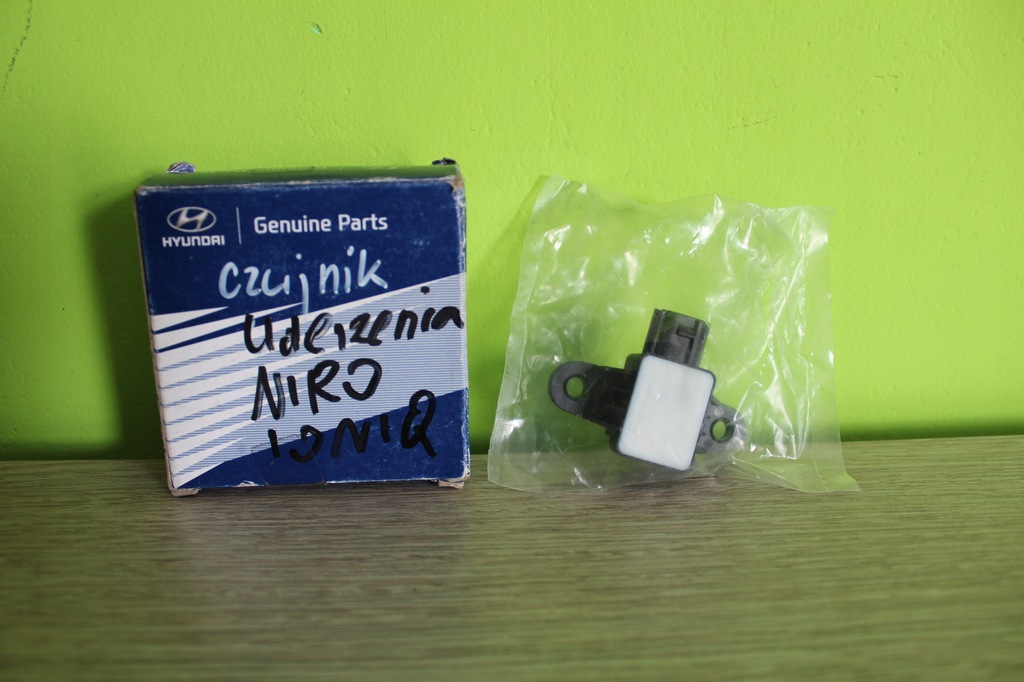 HYUNDAI
Genuine Parts
czujnik
Uderzenia
NIRO
IONIQ